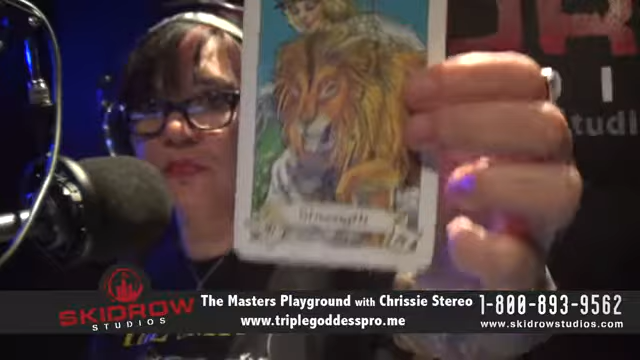 Strength
SKIDROW
STUDIOS
The Masters Playground with Chrissie Stereo
www.triplegoddesspro.me
1-800-893-9562
www.skidrowstudios.com